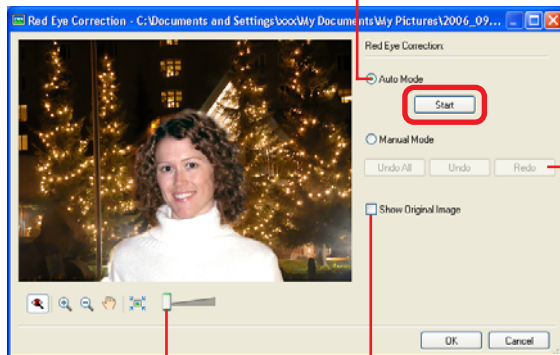 Red Eye Correction - C:\Documents and Settings\xxx\My Documents\My Pictures\2006_09...
Red Eye Correction:
Auto Mode
Start
Manual Mode
Undo All
Undo
Redo
Show Original Image
OK
Cancel